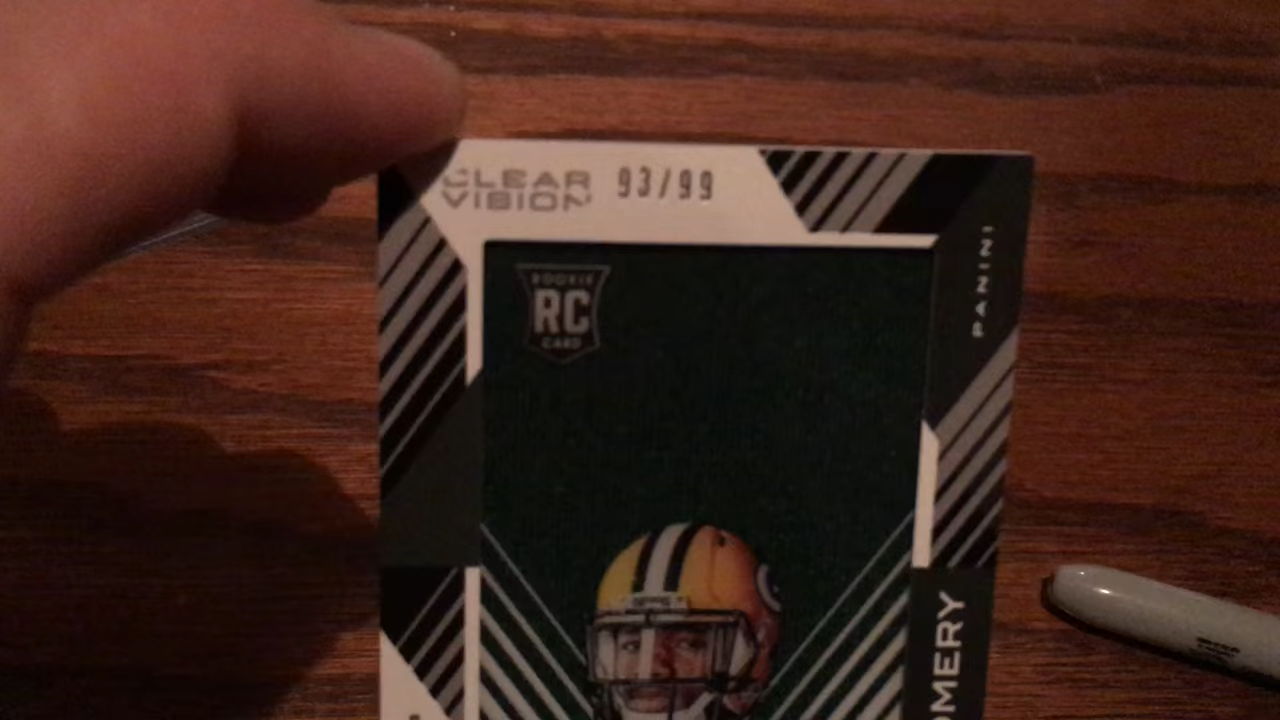 CLEAR
VISION
93/99
PANINI
ROOKIE
RC
CARD
OMERY